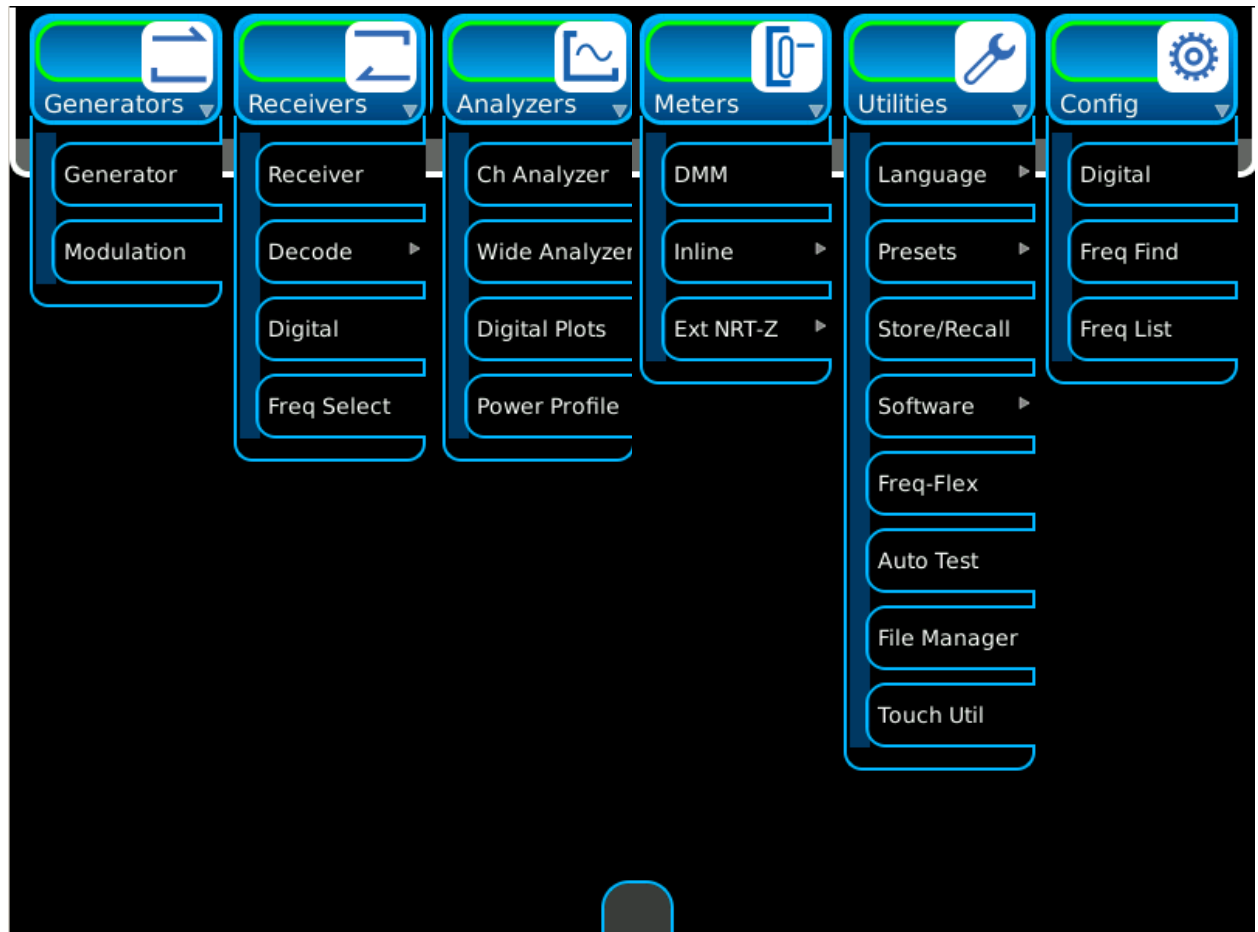 Generators
Generator
Modulation
Receivers
Receiver
Decode
Digital
Freq Select
Analyzers
Ch Analyzer
Wide Analyzer
Digital Plots
Power Profile
Meters
DMM
Inline
Ext NRT-Z
Utilities
Language
Presets
Store/Recall
Software
Freq-Flex
Auto Test
File Manager
Touch Util
Config
Digital
Freq Find
Freq List